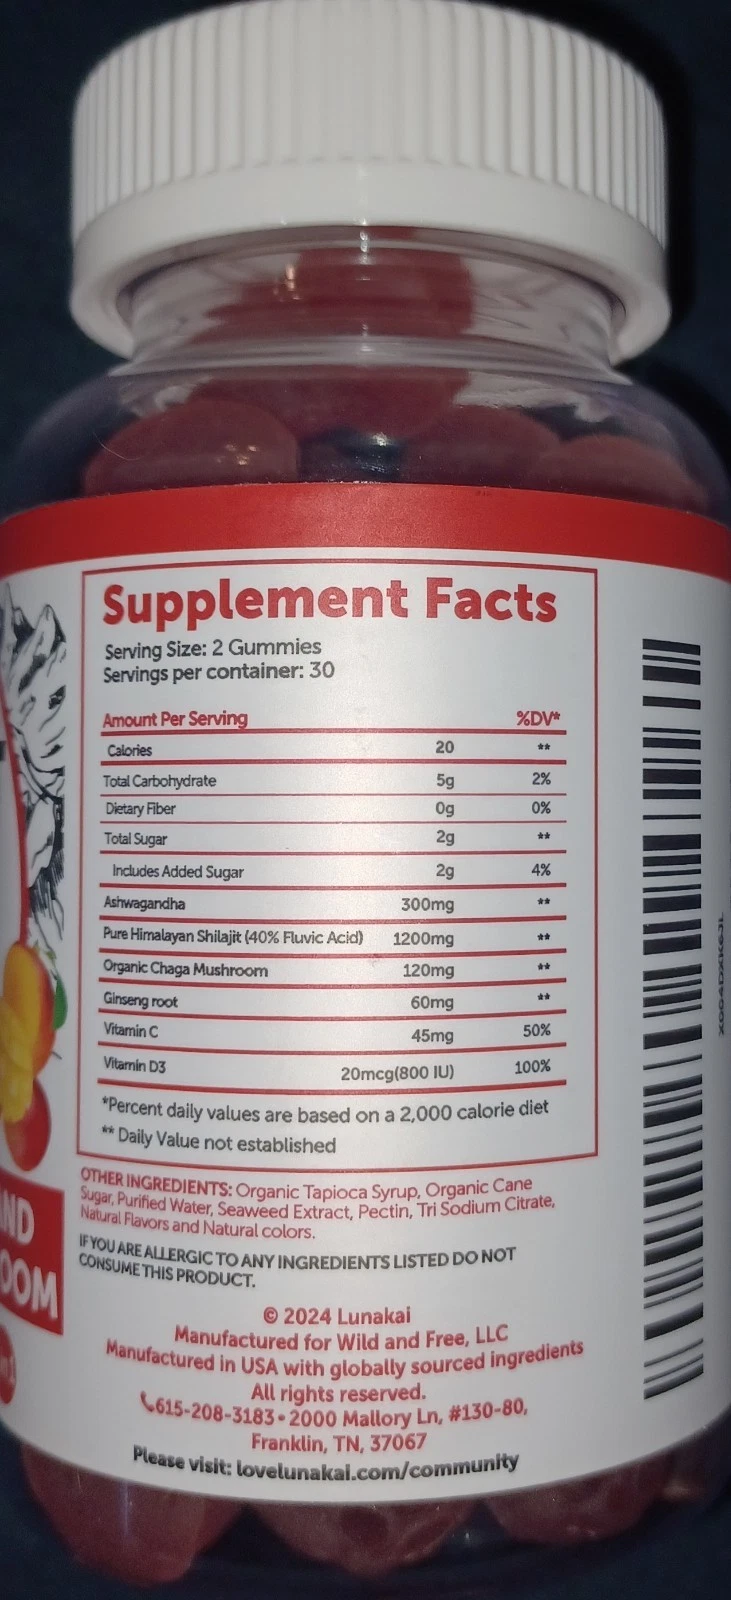 Supplement Facts
Serving Size: 2 Gummies
Servings per container: 30
Amount Per Serving %DV*
Calories 20 **
Total Carbohydrate 5g 2%
Dietary Fiber 0g 0%
Total Sugar 2g **
Includes Added Sugar 2g 4%
Ashwagandha 300mg **
Pure Himalayan Shilajit (40% Fluvic Acid) 1200mg **
Organic Chaga Mushroom 120mg **
Ginseng root 60mg **
Vitamin C 45mg 50%
Vitamin D3 20mcg(800 IU) 100%
*Percent daily values are based on a 2,000 calorie diet
** Daily Value not established
OTHER INGREDIENTS: Organic Tapioca Syrup, Organic Cane
Sugar, Purified Water, Seaweed Extract, Pectin, Tri Sodium Citrate,
Natural Flavors and Natural colors.
IF YOU ARE ALLERGIC TO ANY INGREDIENTS LISTED DO NOT
CONSUME THIS PRODUCT.
© 2024 Lunakai
Manufactured for Wild and Free, LLC
Manufactured in USA with globally sourced ingredients
All rights reserved.
615-208-3183 • 2000 Mallory Ln, #130-80,
Franklin, TN, 37067
Please visit: lovelunakai.com/community
ND
OOM